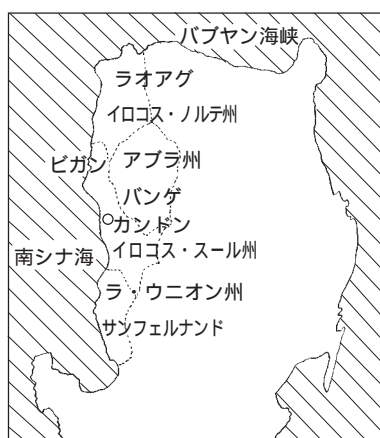 バブヤン海峡
ラオアグ
イロコス・ノルテ州
ビガン
アブラ州
バンゲ
カンドン
南シナ海
イロコス・スール州
ラ・ウニオン州
サンフェルナンド